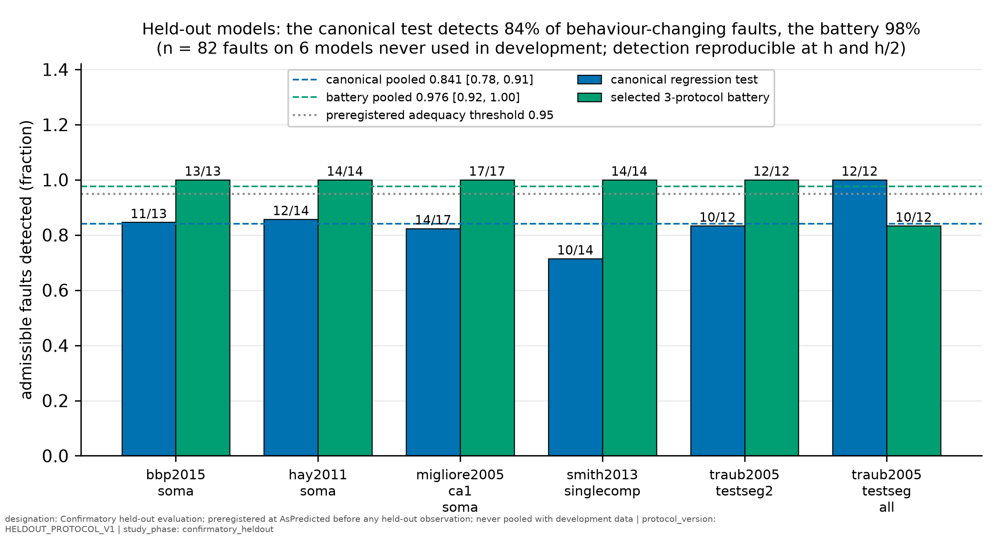 Held-out models: the canonical test detects 84% of behaviour-changing faults, the battery 98%
(n = 82 faults on 6 models never used in development; detection reproducible at h and h/2)
canonical pooled 0.841 [0.78, 0.91]
battery pooled 0.976 [0.92, 1.00]
preregistered adequacy threshold 0.95
canonical regression test
selected 3-protocol battery
admissible faults detected (fraction)
1.4
1.2
1.0
0.8
0.6
0.4
0.2
0.0
11/13
13/13
12/14
14/14
14/17
17/17
10/14
14/14
10/12
12/12
12/12
10/12
bbp2015
soma
hay2011
soma
migliore2005
ca1
soma
smith2013
singlecomp
traub2005
testseg2
traub2005
testseg
all
designation: Confirmatory held-out evaluation; preregistered at AsPredicted before any held-out observation; never pooled with development data | protocol_version:
HELDOUT_PROTOCOL_V1 | study_phase: confirmatory_heldout